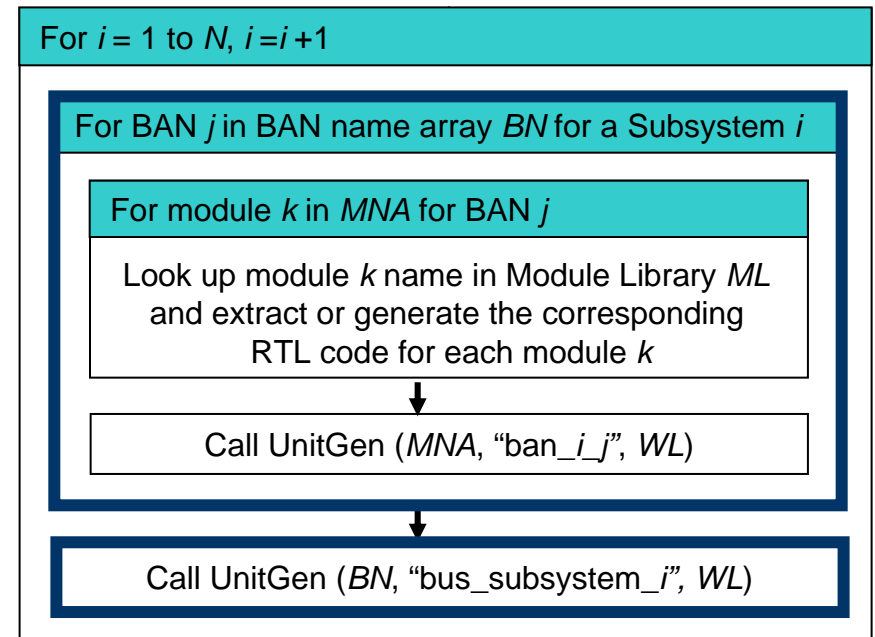 For i = 1 to N, i =i +1
For BAN j in BAN name array BN for a Subsystem i
For module k in MNA for BAN j
Look up module k name in Module Library ML
and extract or generate the corresponding
RTL code for each module k
Call UnitGen (MNA, “ban_i_j”, WL)
Call UnitGen (BN, “bus_subsystem_i”, WL)